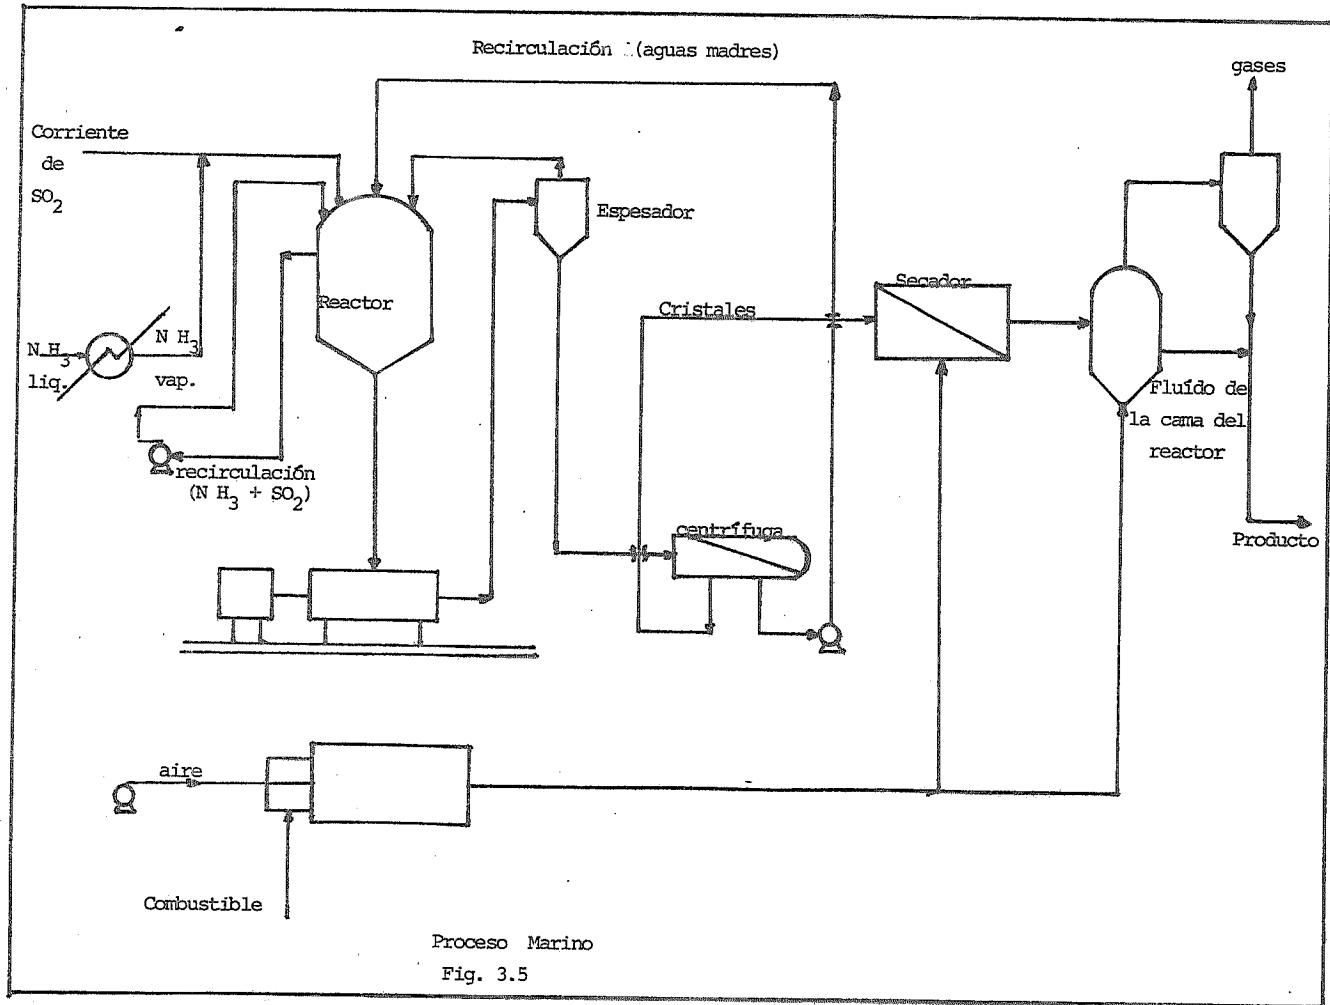 Recirculación (aguas madres)
gases
Corriente
de
SO2
Espesador
Secador
Reactor
Cristales
N H3
liq.
N H3
vap.
Fluído de
la cama del
reactor
recirculación
(N H3 + SO2)
centrífuga
Producto
aire
Combustible
Proceso Marino
Fig. 3.5